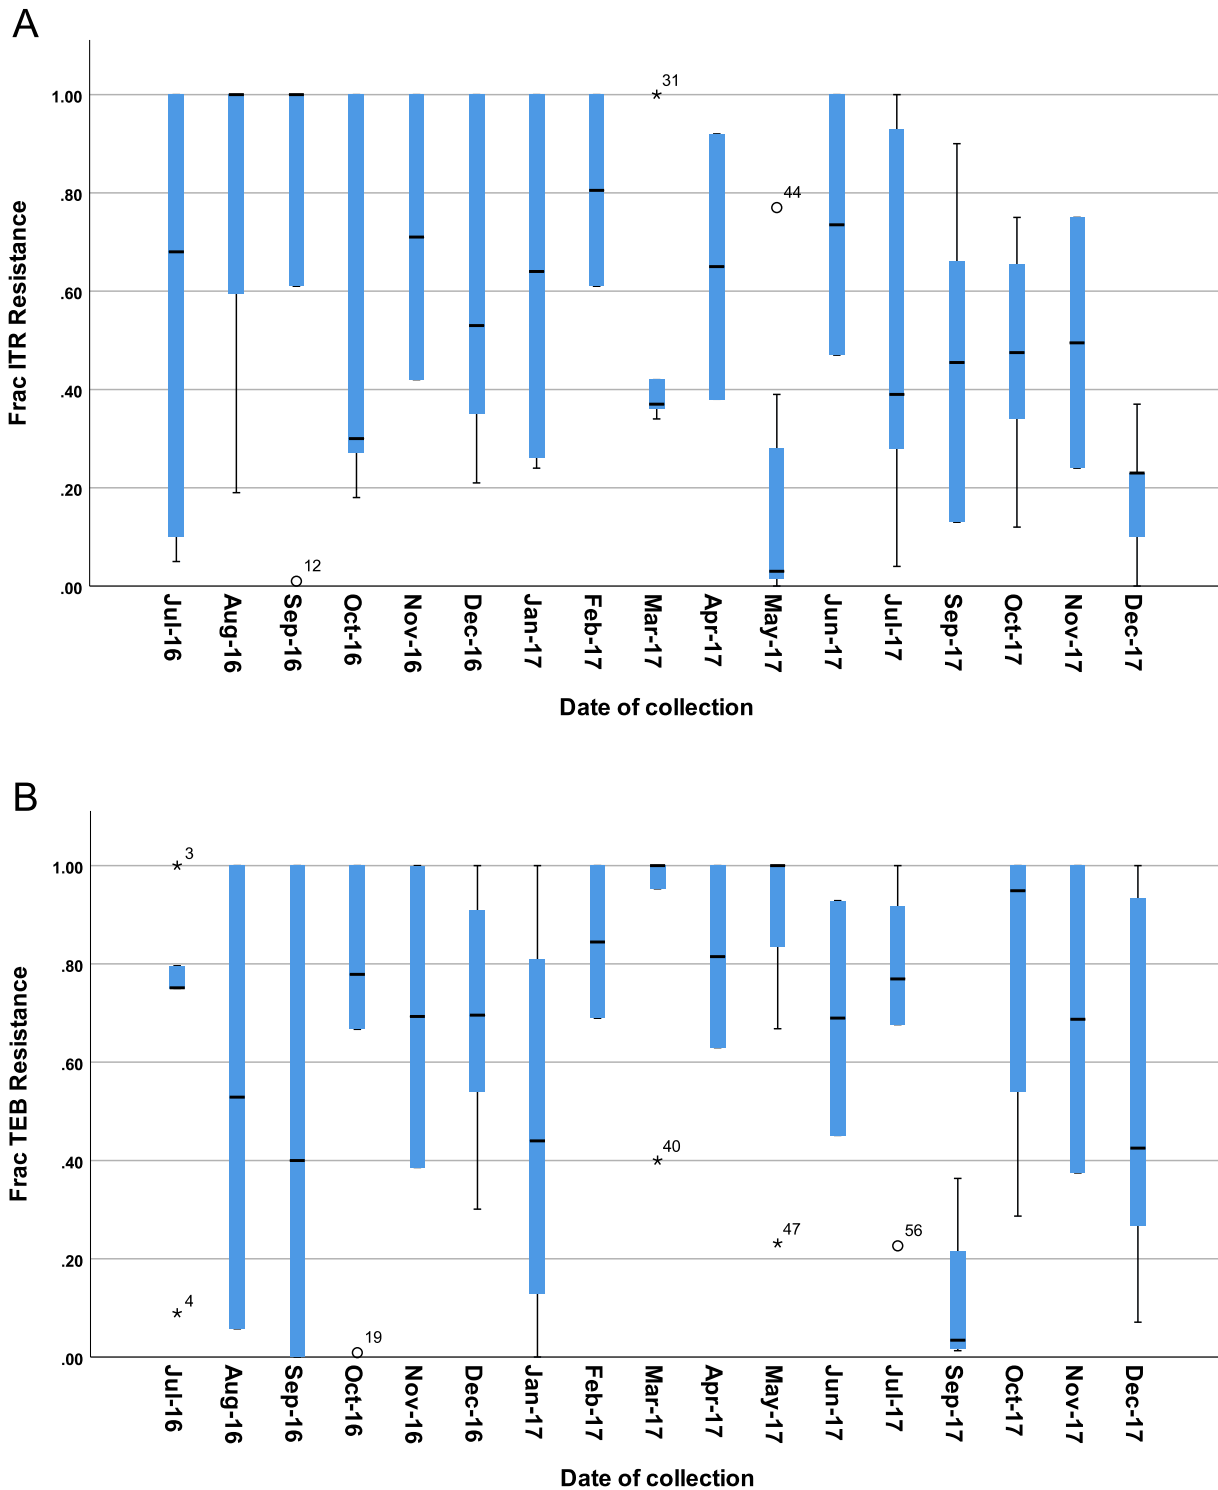 A
Frac ITR Resistance
1.00
.80
.60
.40
.20
.00
31
44
12
Jul-16
Aug-16
Sep-16
Oct-16
Nov-16
Dec-16
Jan-17
Feb-17
Mar-17
Apr-17
May-17
Jun-17
Jul-17
Sep-17
Oct-17
Nov-17
Dec-17
Date of collection
B
Frac TEB Resistance
1.00
.80
.60
.40
.20
.00
3
40
47
56
4
19
Jul-16
Aug-16
Sep-16
Oct-16
Nov-16
Dec-16
Jan-17
Feb-17
Mar-17
Apr-17
May-17
Jun-17
Jul-17
Sep-17
Oct-17
Nov-17
Dec-17
Date of collection